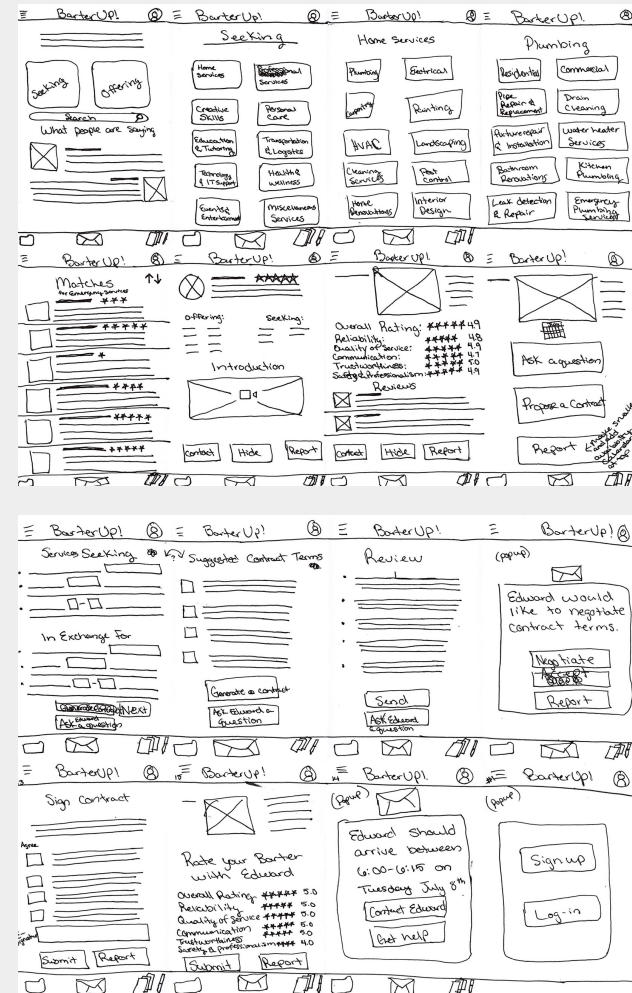 BarterUp!
Seeking
Offering
Search
What people are saying
BarterUp!
Seeking
Home Services
Professional Services
Creative Skills
Personal Care
Education & Tutoring
Transportation & Logistics
Technology & IT Support
Health & Wellness
Events & Entertainment
Miscellaneous Services
BarterUp!
Home Services
Plumbing
Electrical
Carpentry
Painting
HVAC
Landscaping
Cleaning Services
Pest Control
Home Renovations
Interior Design
BarterUp!
Plumbing
Residential
Commercial
Pipe Repair & Replacement
Drain Cleaning
Fixture repair & Installation
Water heater Services
Bathroom Renovations
Kitchen Plumbing
Leak detection & Repair
Emergency Plumbing Services
BarterUp!
Matches
for Emergency Services
BarterUp!
Offering:
Seeking:
Introduction
Contact
Hide
Report
BarterUp!
Overall Rating: 4.9
Reliability: 4.8
Quality of Service: 4.9
Communication: 4.7
Trustworthiness: 5.0
Safety & Professionalism: 4.9
Reviews
Contact
Hide
Report
BarterUp!
Ask a question
Propose a Contract
Report
BarterUp!
Services Seeking
In Exchange For
Next
Ask Edward a question
BarterUp!
Suggested Contract Terms
Generate a contract
Ask Edward a question
BarterUp!
Review
Send
Ask Edward a question
BarterUp!
(popup)
Edward would
like to negotiate
contract terms.
Negotiate
Accept
Report
BarterUp!
Sign Contract
Agree
Submit
Report
15
BarterUp!
Rate your Barter
with Edward
Overall Rating 5.0
Reliability 5.0
Quality of Service 5.0
Communication 5.0
Trustworthiness 5.0
Safety & Professionalism 4.0
Submit
Report
14
BarterUp!
(Popup)
Edward should
arrive between
6:00-6:15 on
Tuesday July 8th
Contact Edward
Get help
BarterUp!
(popup)
Sign up
Log-in